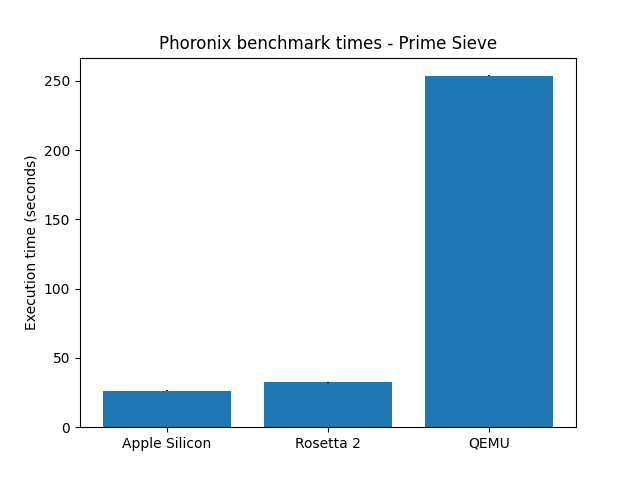 Phoronix benchmark times - Prime Sieve
Execution time (seconds)
250
200
150
100
50
0
Apple Silicon
Rosetta 2
QEMU